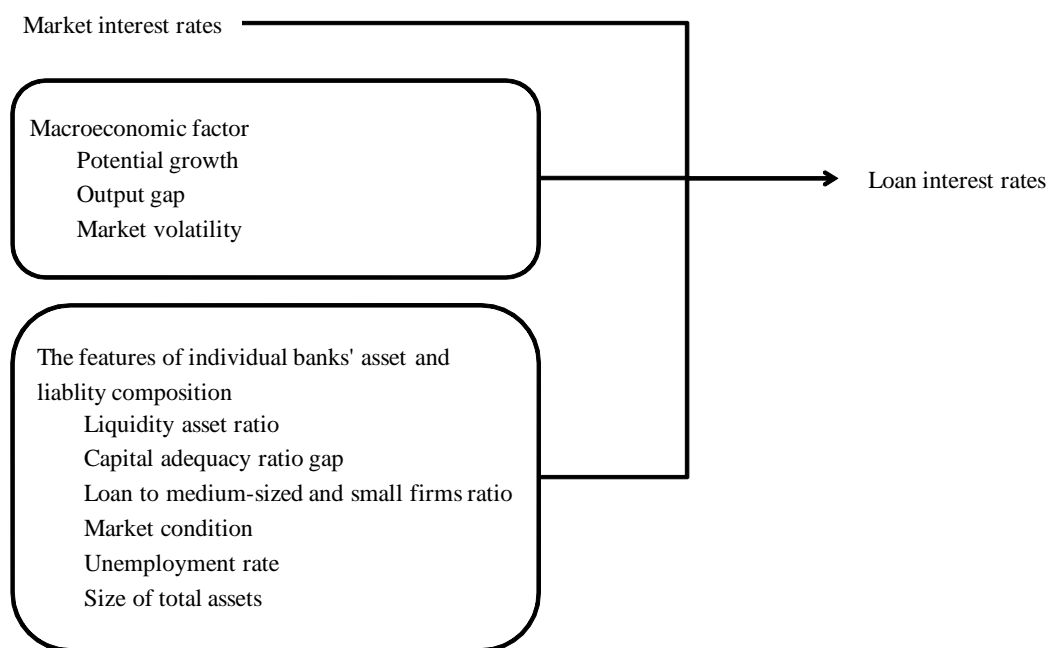 Market interest rates
Macroeconomic factor
Potential growth
Output gap
Market volatility
Loan interest rates
The features of individual banks' asset and
liablity composition
Liquidity asset ratio
Capital adequacy ratio gap
Loan to medium-sized and small firms ratio
Market condition
Unemployment rate
Size of total assets